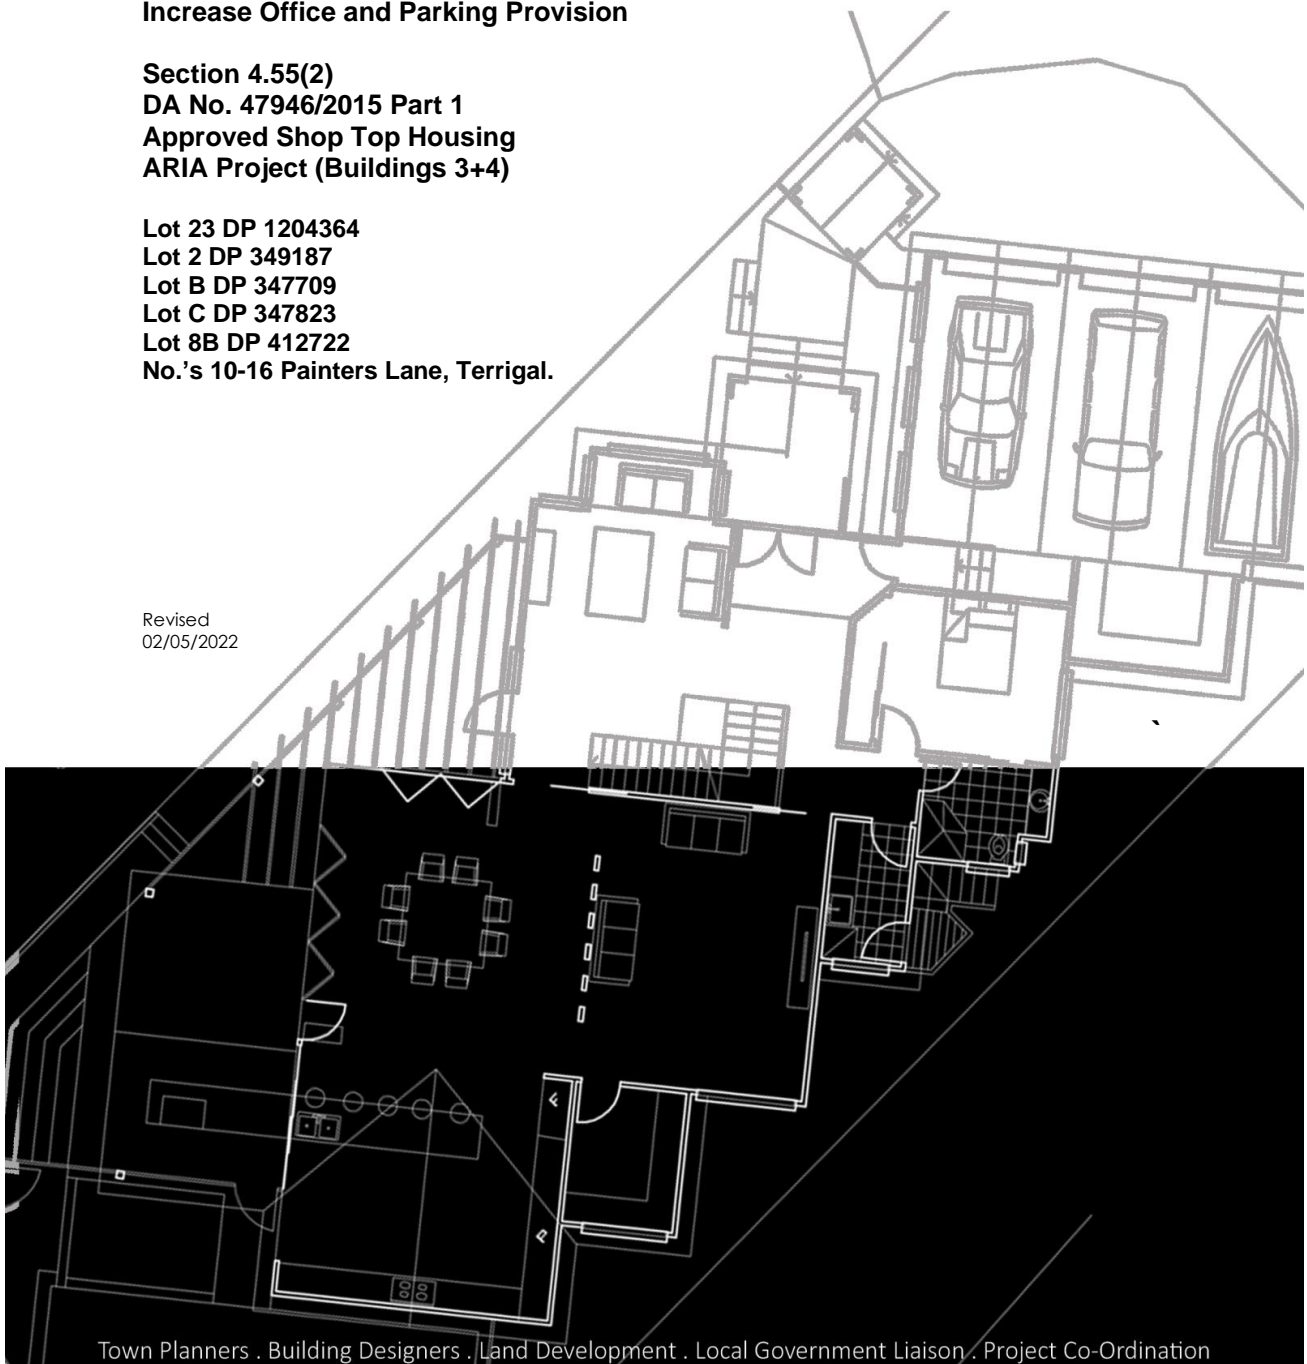 Increase Office and Parking Provision
Section 4.55(2)
DA No. 47946/2015 Part 1
Approved Shop Top Housing
ARIA Project (Buildings 3+4)
Lot 23 DP 1204364
Lot 2 DP 349187
Lot B DP 347709
Lot C DP 347823
Lot 8B DP 412722
No.’s 10-16 Painters Lane, Terrigal.
Revised
02/05/2022
`
F
P
Town Planners . Building Designers . Land Development . Local Government Liaison . Project Co-Ordination